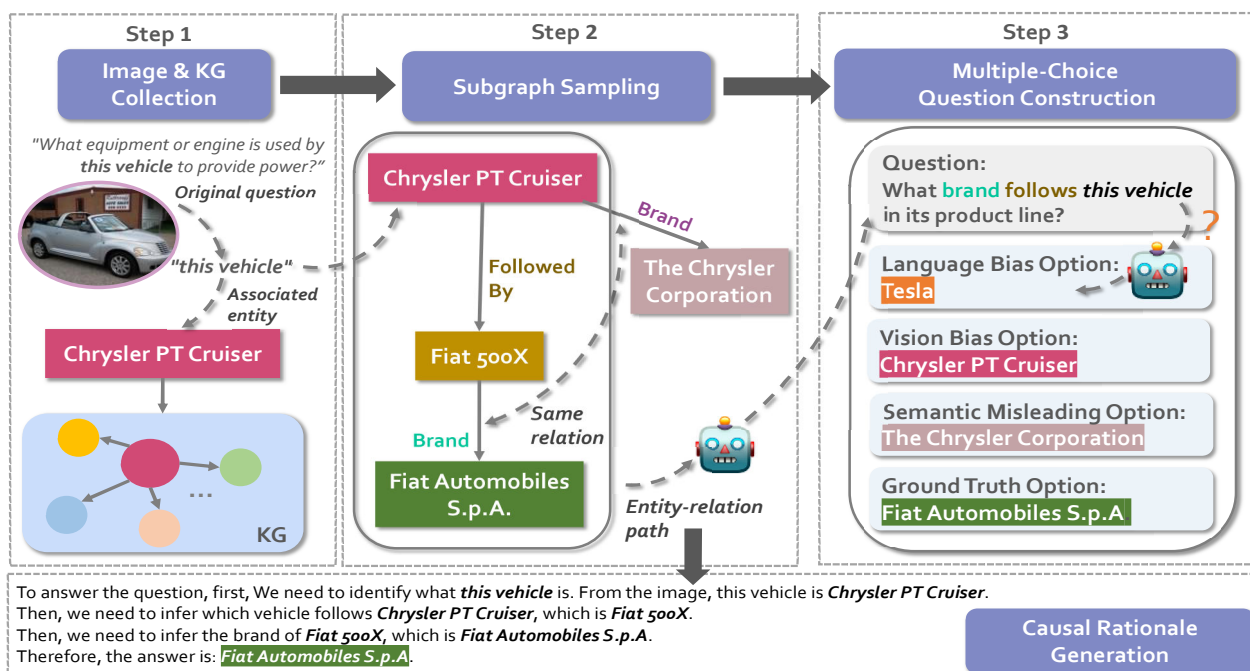 Step 1
Image & KG
Collection
"What equipment or engine is used by
this vehicle to provide power?"
Original question
"this vehicle"
Associated
entity
Chrysler PT Cruiser
...
KG
Step 2
Subgraph Sampling
Chrysler PT Cruiser
Brand
The Chrysler
Corporation
Followed
By
Fiat 500X
Same
relation
Brand
Fiat Automobiles
S.p.A.
Entity-relation
path
Step 3
Multiple-Choice
Question Construction
Question:
What brand follows this vehicle
in its product line?
?
Language Bias Option:
Tesla
Vision Bias Option:
Chrysler PT Cruiser
Semantic Misleading Option:
The Chrysler Corporation
Ground Truth Option:
Fiat Automobiles S.p.A.
To answer the question, first, We need to identify what this vehicle is. From the image, this vehicle is Chrysler PT Cruiser.
Then, we need to infer which vehicle follows Chrysler PT Cruiser, which is Fiat 500X.
Then, we need to infer the brand of Fiat 500X, which is Fiat Automobiles S.p.A.
Therefore, the answer is: Fiat Automobiles S.p.A.
Causal Rationale
Generation